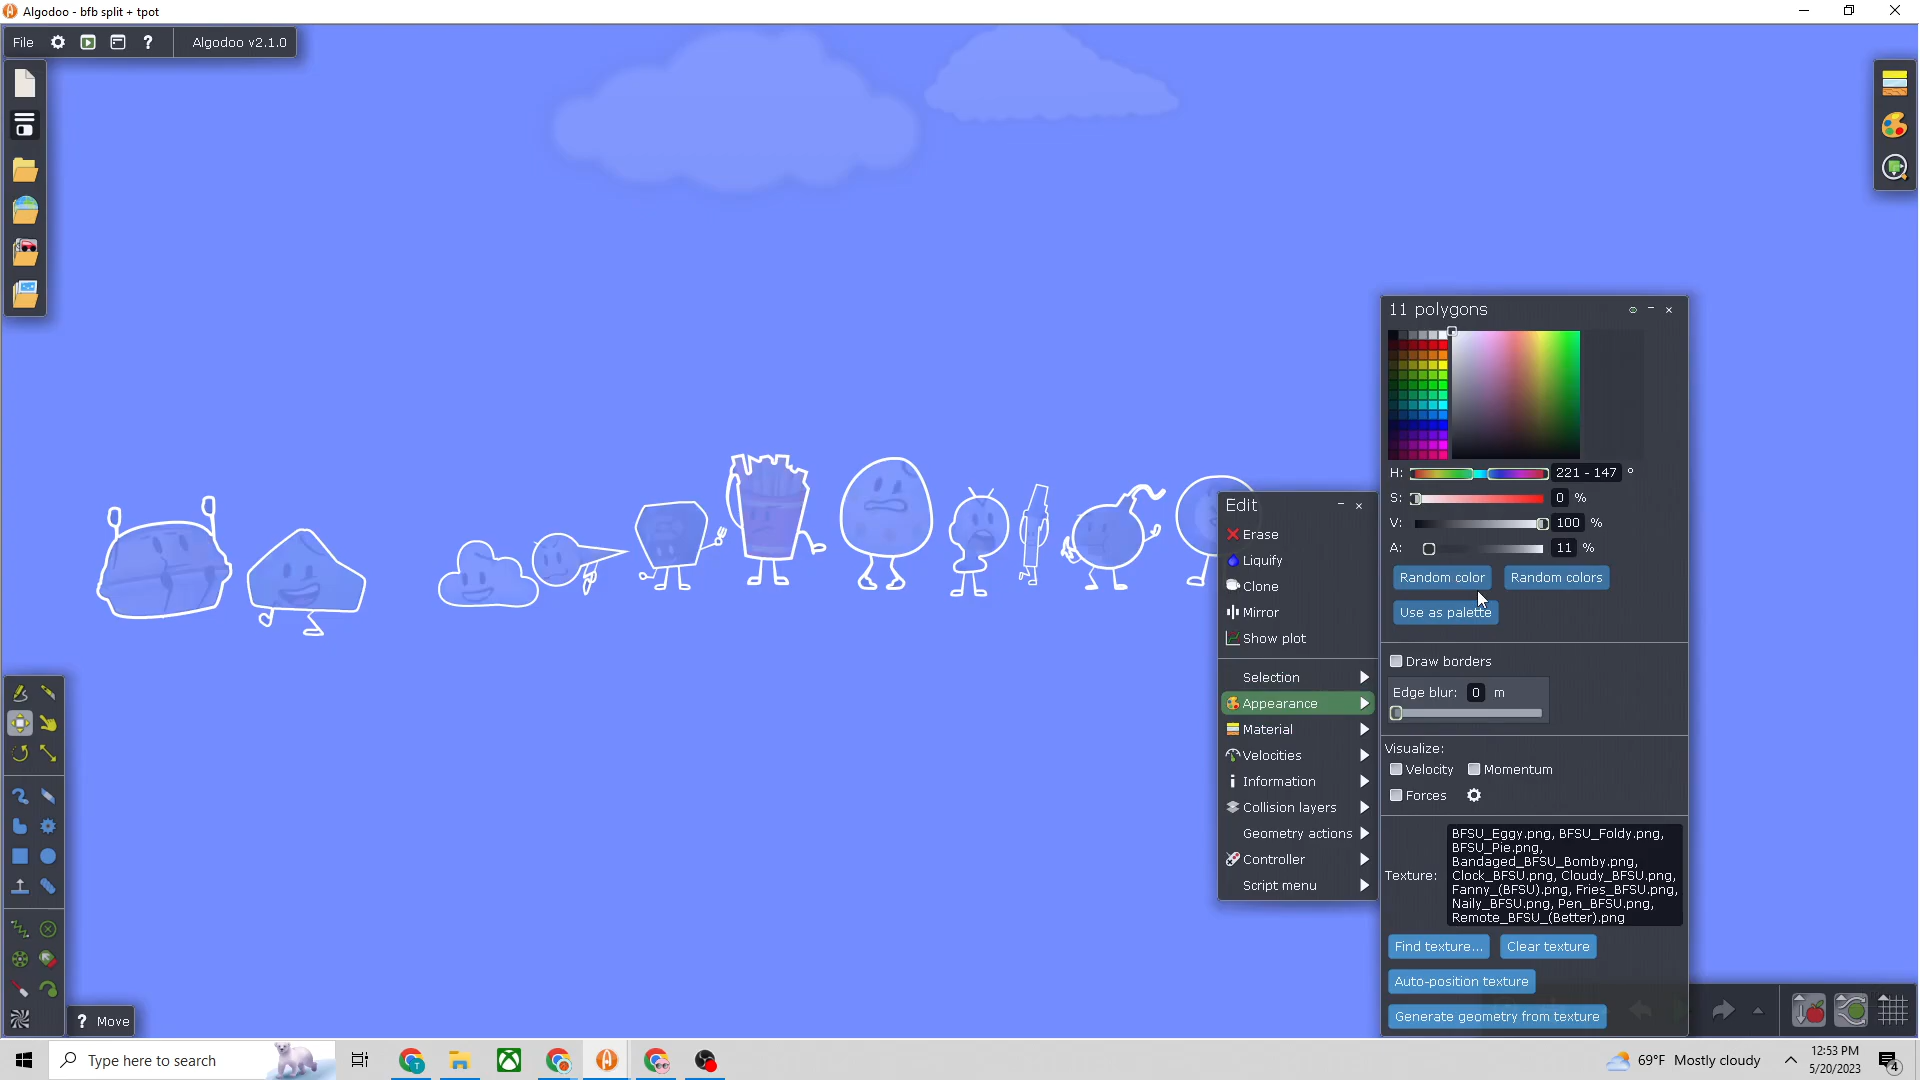 Algodoo - bfb split + tpot
File
?
Algodoo v2.1.0
11 polygons
H: 221 - 147 °
S: 0 %
V: 100 %
A: 11 %
Random color
Random colors
Use as palette
Draw borders
Edge blur: 0 m
Visualize:
Velocity
Momentum
Forces
Texture:
BFSU_Eggy.png, BFSU_Foldy.png,
BFSU_Pie.png,
Bandaged_BFSU_Bomby.png,
Clock_BFSU.png, Cloudy_BFSU.png,
Fanny_(BFSU).png, Fries_BFSU.png,
Naily_BFSU.png, Pen_BFSU.png,
Remote_BFSU_(Better).png
Find texture...
Clear texture
Auto-position texture
Generate geometry from texture
Edit
Erase
Liquify
Clone
Mirror
Show plot
Selection
Appearance
Material
Velocities
Information
Collision layers
Geometry actions
Controller
Script menu
? Move
Type here to search
69°F Mostly cloudy
12:53 PM
5/20/2023
4